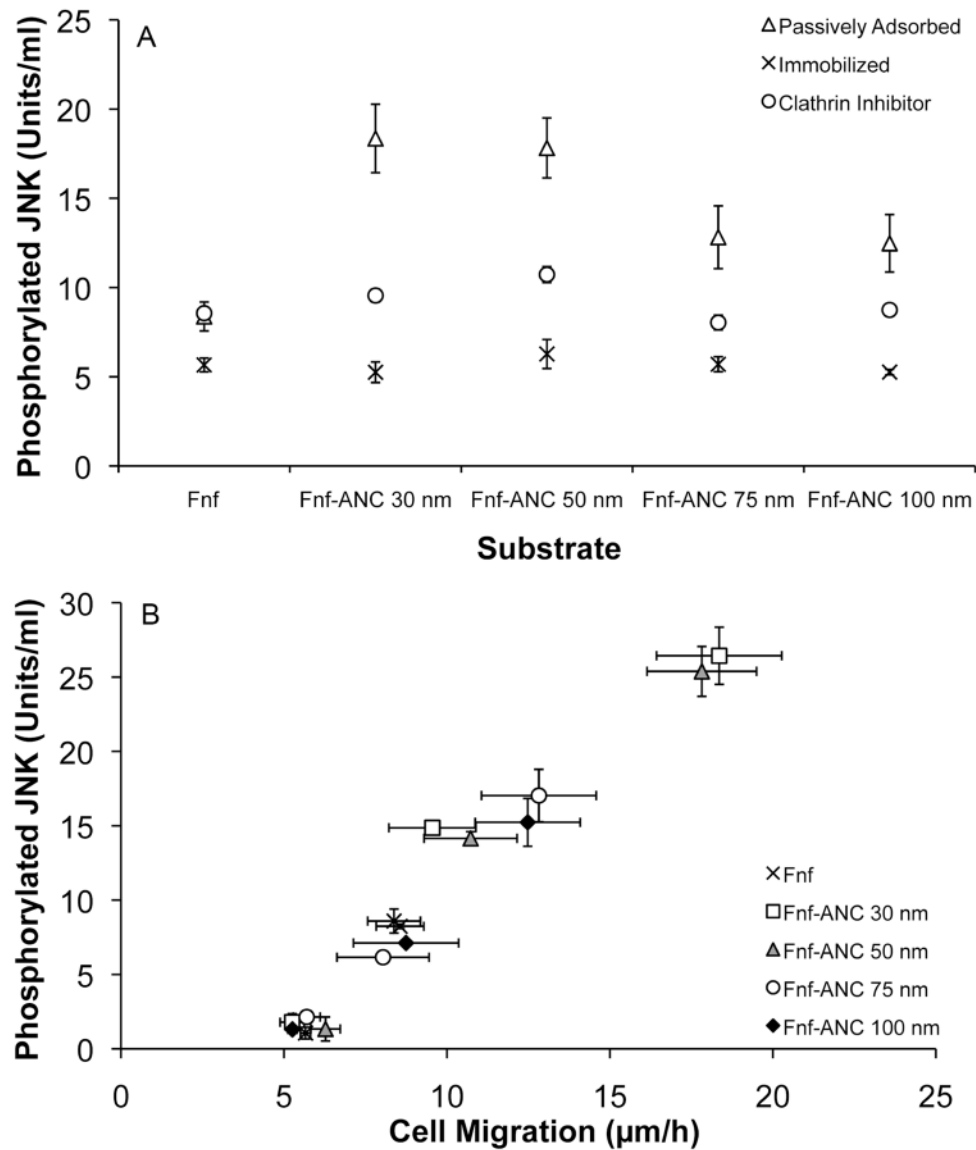 A
Phosphorylated JNK (Units/ml)
25
20
15
10
5
0
Passively Adsorbed
Immobilized
Clathrin Inhibitor
Fnf
Fnf-ANC 30 nm
Fnf-ANC 50 nm
Fnf-ANC 75 nm
Fnf-ANC 100 nm
Substrate
B
Phosphorylated JNK (Units/ml)
30
25
20
15
10
5
0
Fnf
Fnf-ANC 30 nm
Fnf-ANC 50 nm
Fnf-ANC 75 nm
Fnf-ANC 100 nm
0 5 10 15 20 25
Cell Migration (µm/h)